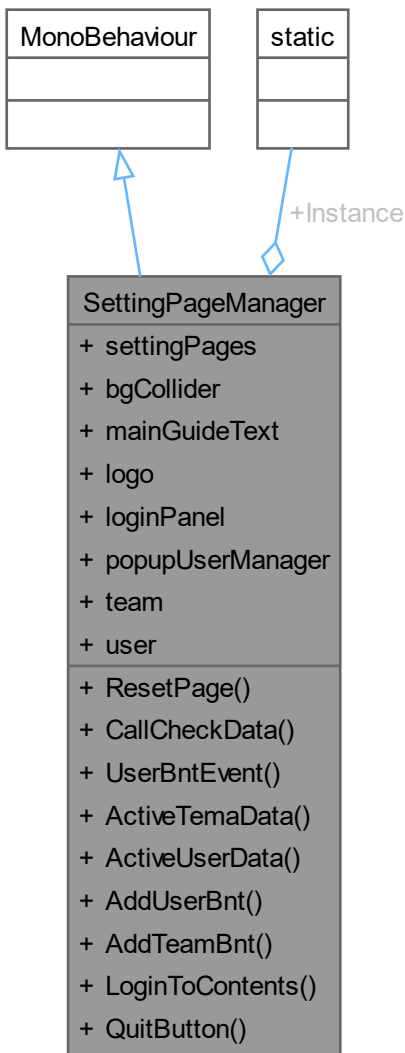 MonoBehaviour
static
+Instance
SettingPageManager
+ settingPages
+ bgCollider
+ mainGuideText
+ logo
+ loginPanel
+ popupUserManager
+ team
+ user
+ ResetPage()
+ CallCheckData()
+ UserBntEvent()
+ ActiveTemaData()
+ ActiveUserData()
+ AddUserBnt()
+ AddTeamBnt()
+ LoginToContents()
+ QuitButton()